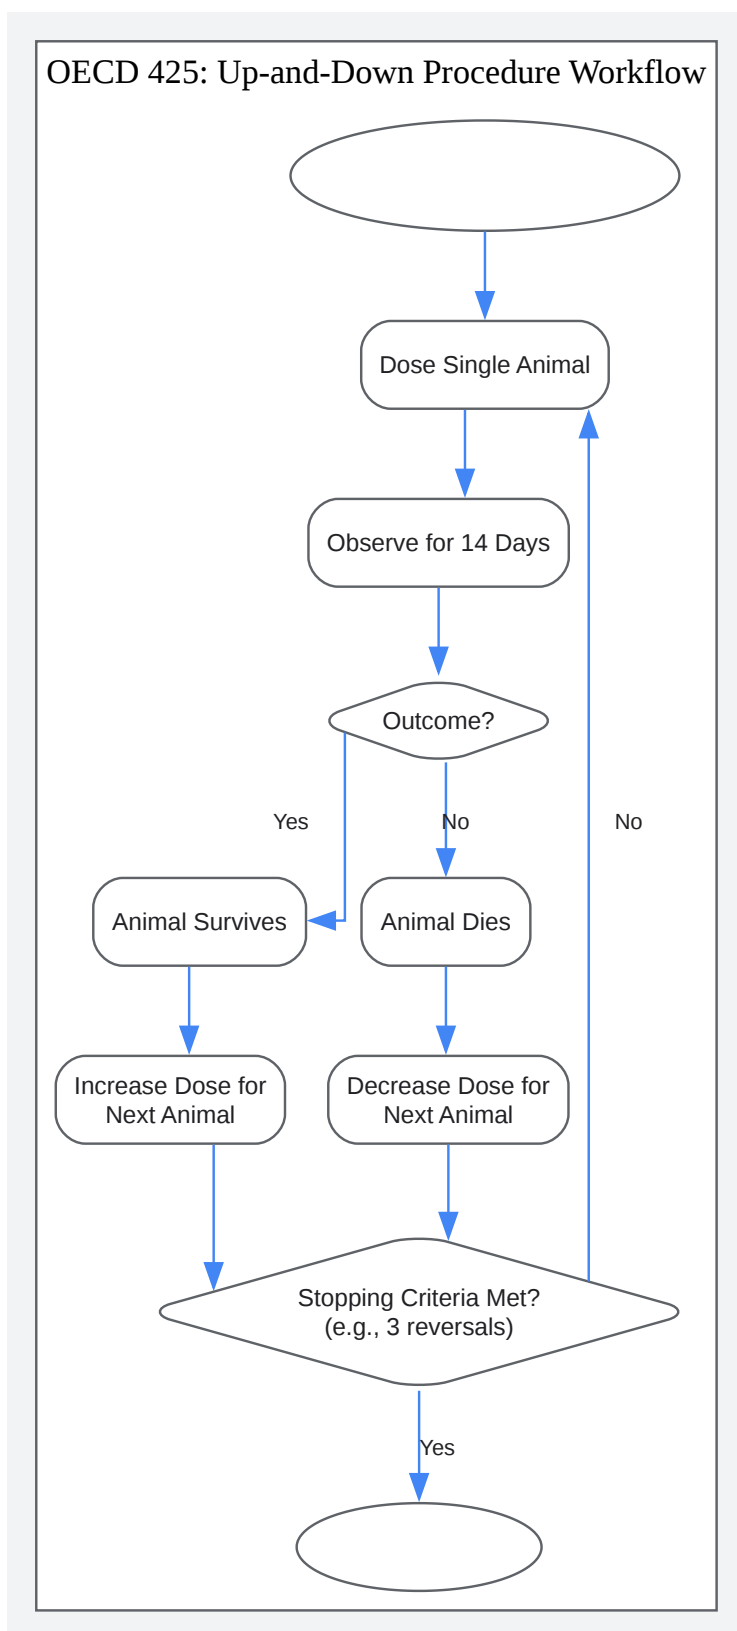 OECD 425: Up-and-Down Procedure Workflow
Dose Single Animal
Observe for 14 Days
Outcome?
Yes
No
No
Animal Survives
Animal Dies
Increase Dose for
Next Animal
Decrease Dose for
Next Animal
Stopping Criteria Met?
(e.g., 3 reversals)
Yes